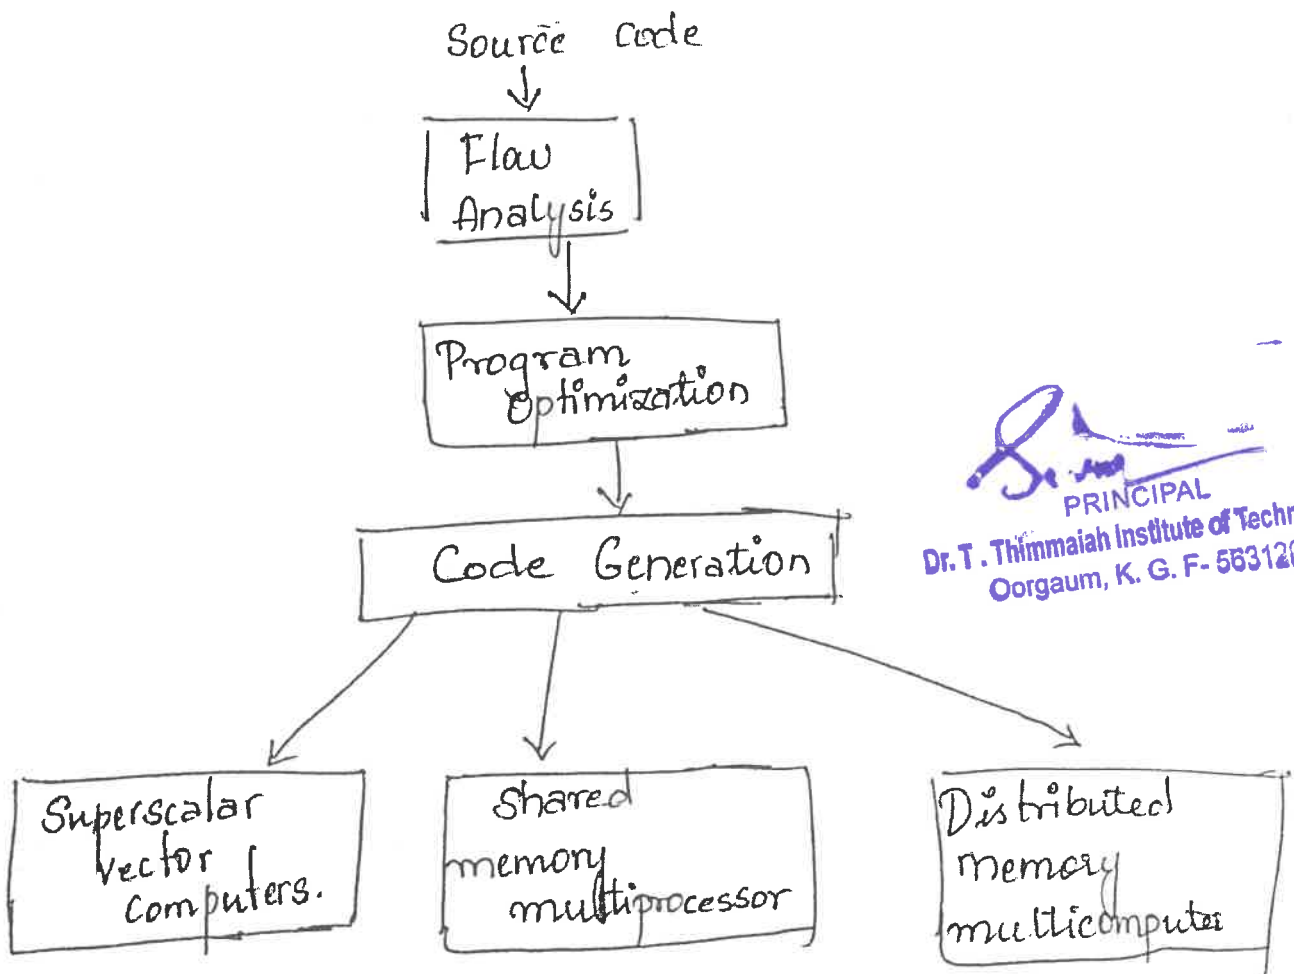 Source code
Flow
Analysis
Program
Optimization
Code Generation
PRINCIPAL
Dr. T. Thimmaiah Institute of Techn
Oorgaum, K. G. F- 563120
Superscalar
vector
computers.
Shared
memory
multiprocessor
Distributed
memory
multicomputer